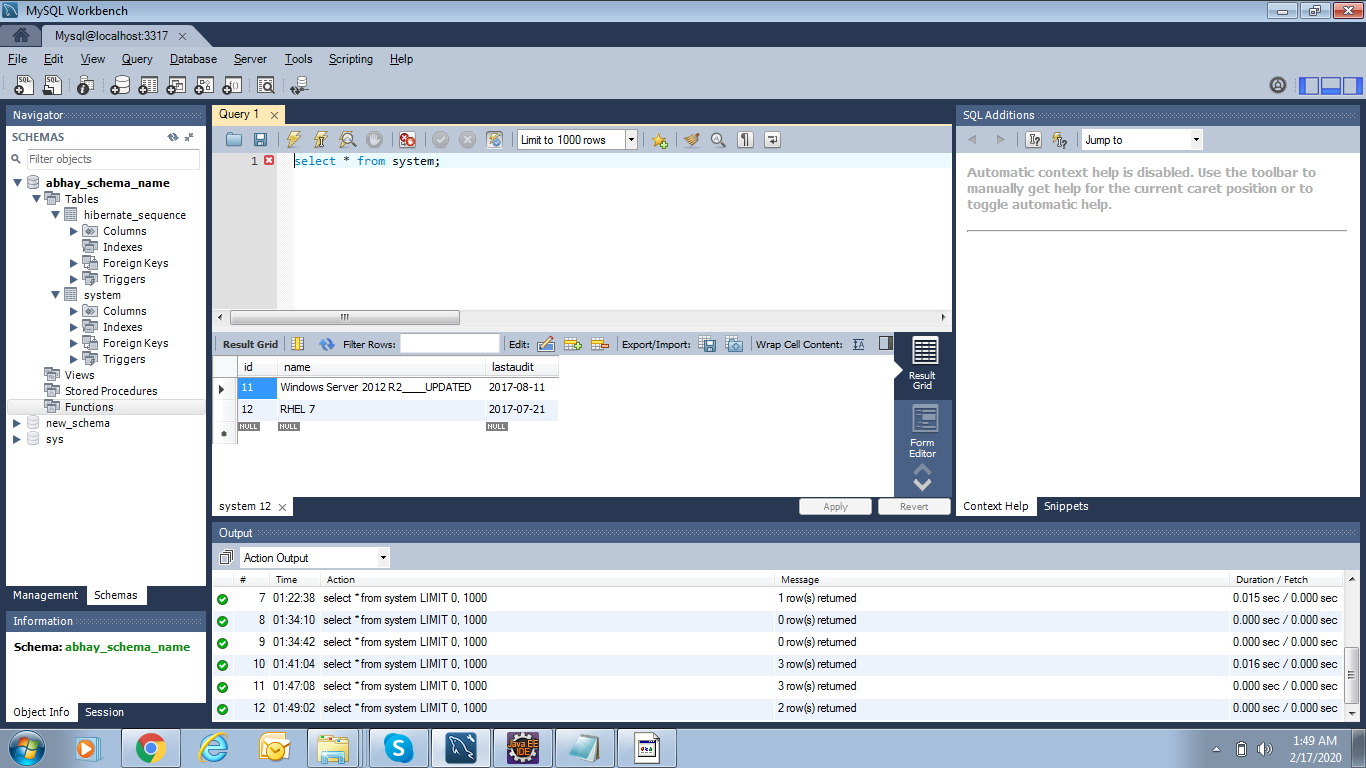 MySQL Workbench
Mysql@localhost:3317
File Edit View Query Database Server Tools Scripting Help
Navigator
SCHEMAS
Filter objects
abhay_schema_name
Tables
hibernate_sequence
Columns
Indexes
Foreign Keys
Triggers
system
Columns
Indexes
Foreign Keys
Triggers
Views
Stored Procedures
Functions
new_schema
sys
Management Schemas
Information
Schema: abhay_schema_name
Object Info Session
Query 1
Limit to 1000 rows
1 select * from system;
Result Grid Filter Rows: Edit: Export/Import: Wrap Cell Content:
id name lastaudit
11 Windows Server 2012 R2____UPDATED 2017-08-11
12 RHEL 7 2017-07-21
NULL NULL NULL
Result
Grid
Form
Editor
system 12
Apply Revert
SQL Additions
Jump to
Automatic context help is disabled. Use the toolbar to
manually get help for the current caret position or to
toggle automatic help.
Context Help Snippets
Output
Action Output
# Time Action Message Duration / Fetch
7 01:22:38 select * from system LIMIT 0, 1000 1 row(s) returned 0.015 sec / 0.000 sec
8 01:34:10 select * from system LIMIT 0, 1000 0 row(s) returned 0.000 sec / 0.000 sec
9 01:34:42 select * from system LIMIT 0, 1000 0 row(s) returned 0.000 sec / 0.000 sec
10 01:41:04 select * from system LIMIT 0, 1000 3 row(s) returned 0.016 sec / 0.000 sec
11 01:47:08 select * from system LIMIT 0, 1000 3 row(s) returned 0.000 sec / 0.000 sec
12 01:49:02 select * from system LIMIT 0, 1000 2 row(s) returned 0.000 sec / 0.000 sec
Java EE
IDE
1:49 AM
2/17/2020